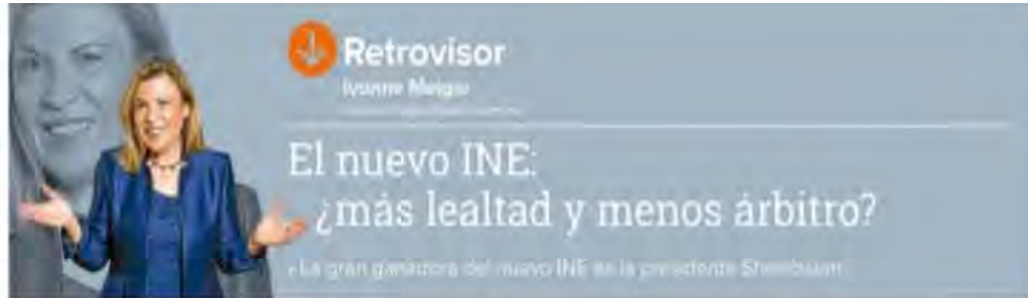 Retrovisor
Ivonne Melgar
El nuevo INE:
¿más lealtad y menos árbitro?
La gran ganadora del nuevo INE es la presidenta Sheinbaum